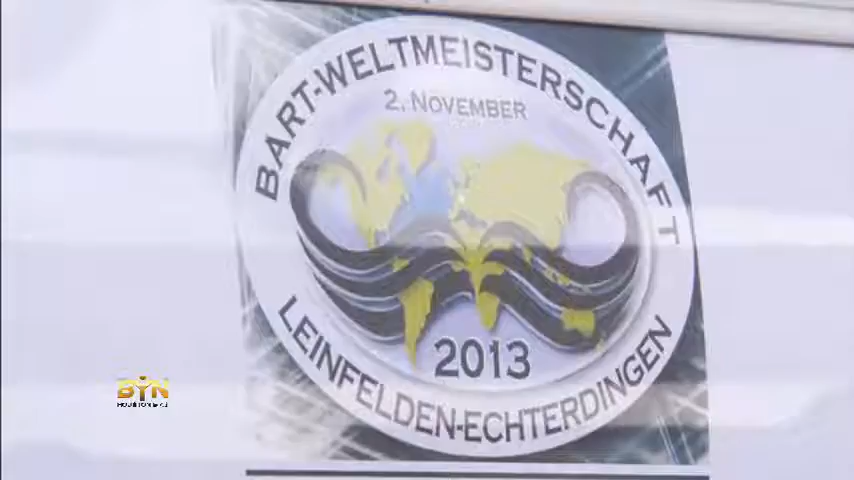 BART-WELTMEISTERSCHAFT
2. NOVEMBER
2013
LEINFELDEN-ECHTERDINGEN
BYN